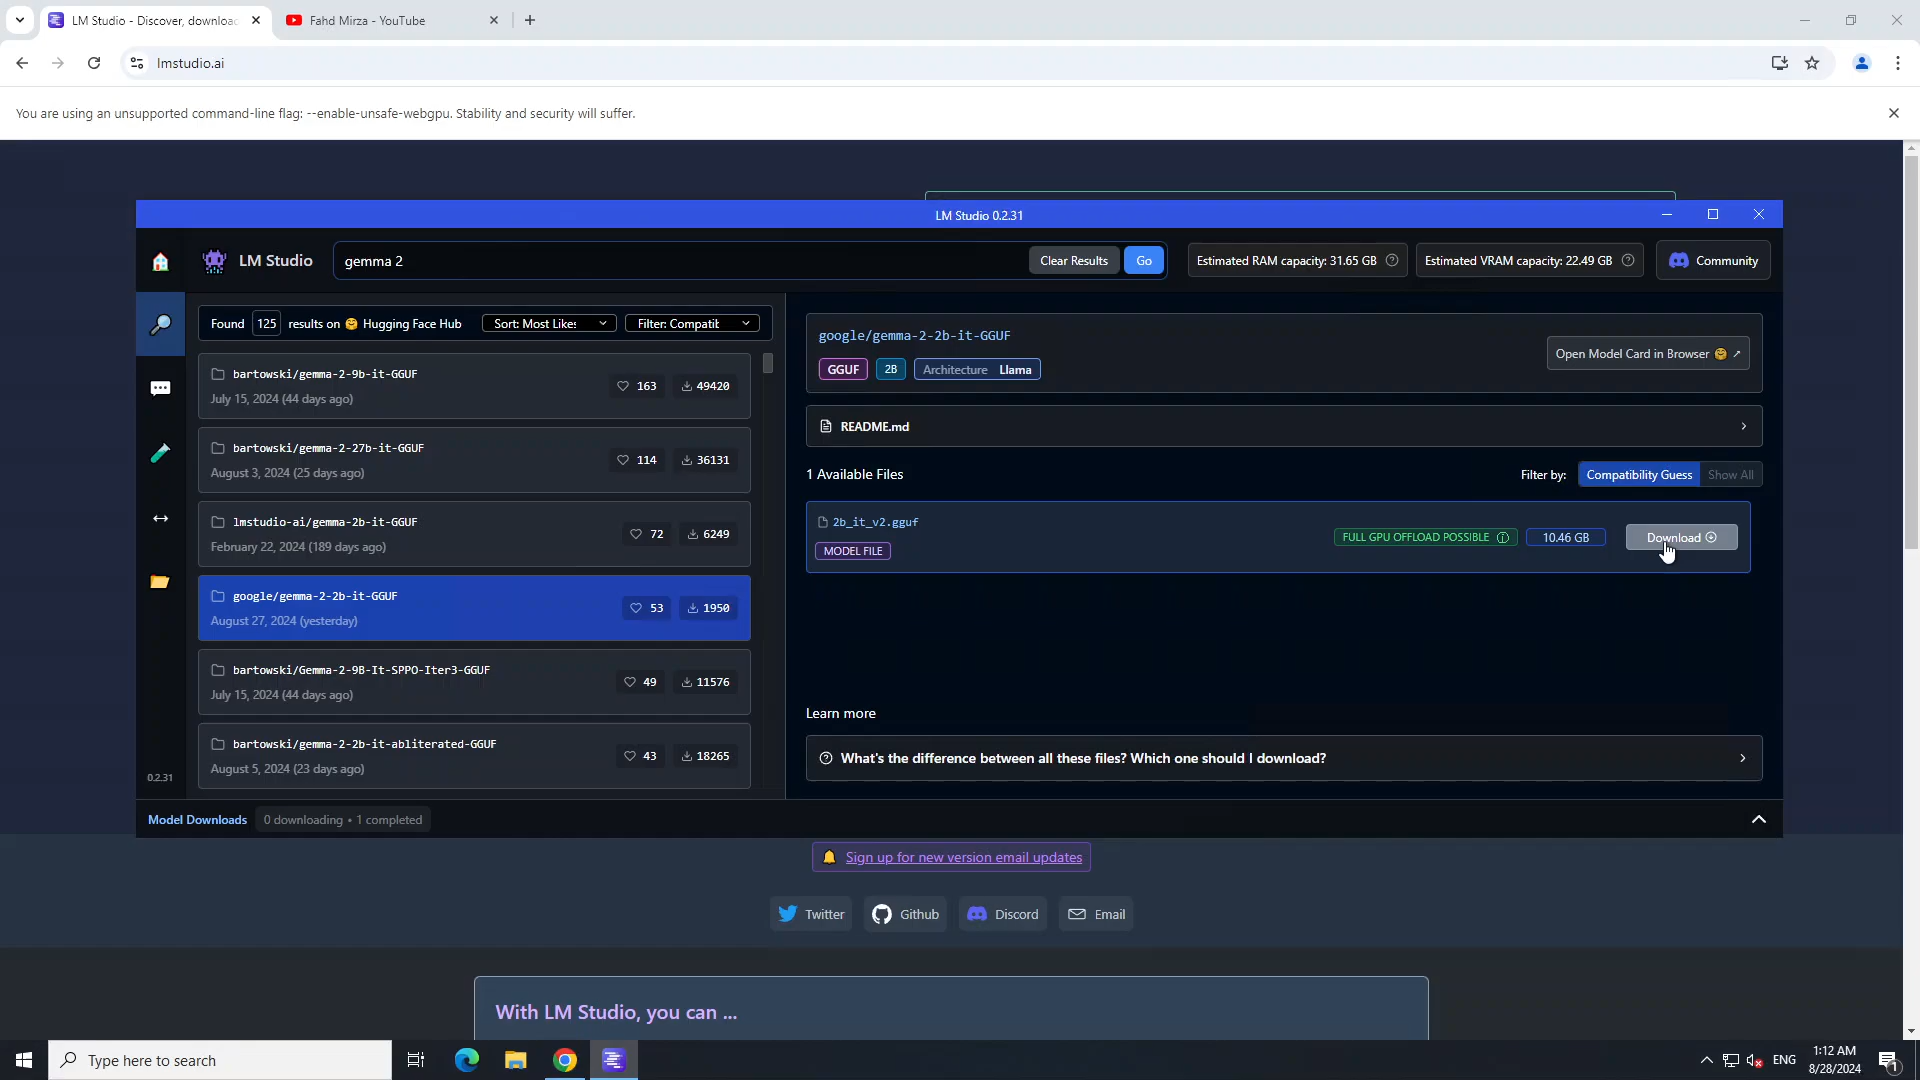 LM Studio - Discover, downloac
Fahd Mirza - YouTube
lmstudio.ai
You are using an unsupported command-line flag: --enable-unsafe-webgpu. Stability and security will suffer.
LM Studio 0.2.31
LM Studio
gemma 2
Clear Results
Go
Estimated RAM capacity: 31.65 GB
Estimated VRAM capacity: 22.49 GB
Community
Found 125 results on 🤗 Hugging Face Hub
Sort: Most Likes
Filter: Compatib
bartowski/gemma-2-9b-it-GGUF
163
49420
July 15, 2024 (44 days ago)
bartowski/gemma-2-27b-it-GGUF
114
36131
August 3, 2024 (25 days ago)
lmstudio-ai/gemma-2b-it-GGUF
72
6249
February 22, 2024 (189 days ago)
google/gemma-2-2b-it-GGUF
53
1950
August 27, 2024 (yesterday)
bartowski/Gemma-2-9B-It-SPPO-Iter3-GGUF
49
11576
July 15, 2024 (44 days ago)
bartowski/gemma-2-2b-it-abliterated-GGUF
43
18265
August 5, 2024 (23 days ago)
0.2.31
google/gemma-2-2b-it-GGUF
GGUF
2B
Architecture Llama
Open Model Card in Browser 🤗 ↗
README.md
1 Available Files
Filter by:
Compatibility Guess
Show All
2b_it_v2.gguf
MODEL FILE
FULL GPU OFFLOAD POSSIBLE
10.46 GB
Download
Learn more
What's the difference between all these files? Which one should I download?
Model Downloads
0 downloading • 1 completed
Sign up for new version email updates
Twitter
Github
Discord
Email
With LM Studio, you can ...
Type here to search
ENG
1:12 AM
8/28/2024
1